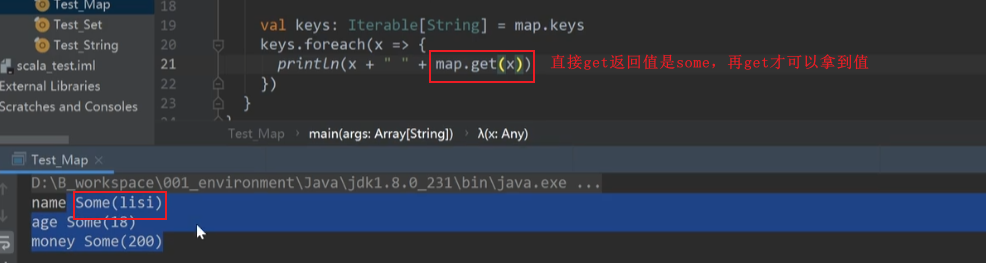 Test_Map
18
Test_Set
19 val keys: Iterable[String] = map.keys
Test_String
20 keys.foreach(x => {
scala_test.iml
21 println(x + " " + map.get(x)) 直接get返回值是some，再get才可以拿到值
External Libraries
22 })
Scratches and Consoles
23 }
Test_Map › main(args: Array[String]) › λ(x: Any)
Test_Map ×
D:\B_workspace\001_environment\Java\jdk1.8.0_231\bin\java.exe ...
name Some(lisi)
age Some(18)
money Some(200)